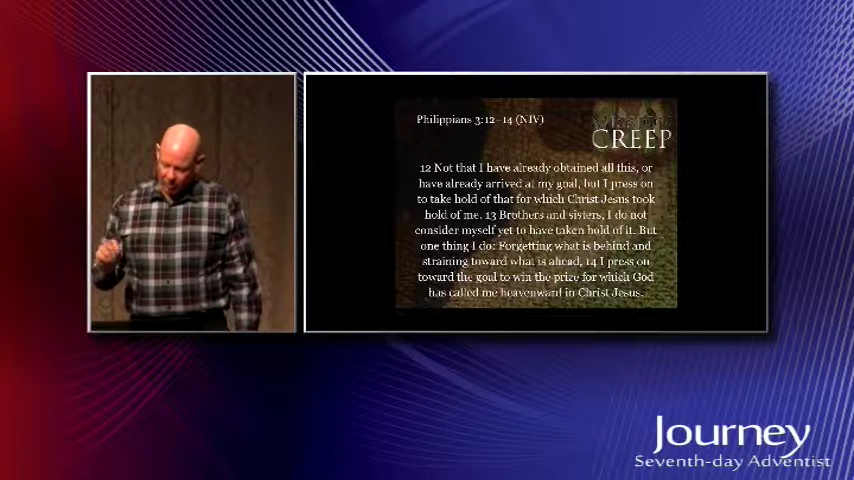 Philippians 3:12–14 (NIV)
CREEP
12 Not that I have already obtained all this, or
have already arrived at my goal, but I press on
to take hold of that for which Christ Jesus took
hold of me. 13 Brothers and sisters, I do not
consider myself yet to have taken hold of it. But
one thing I do: Forgetting what is behind and
straining toward what is ahead, 14 I press on
toward the goal to win the prize for which God
has called me heavenward in Christ Jesus.
Journey
Seventh-day Adventist